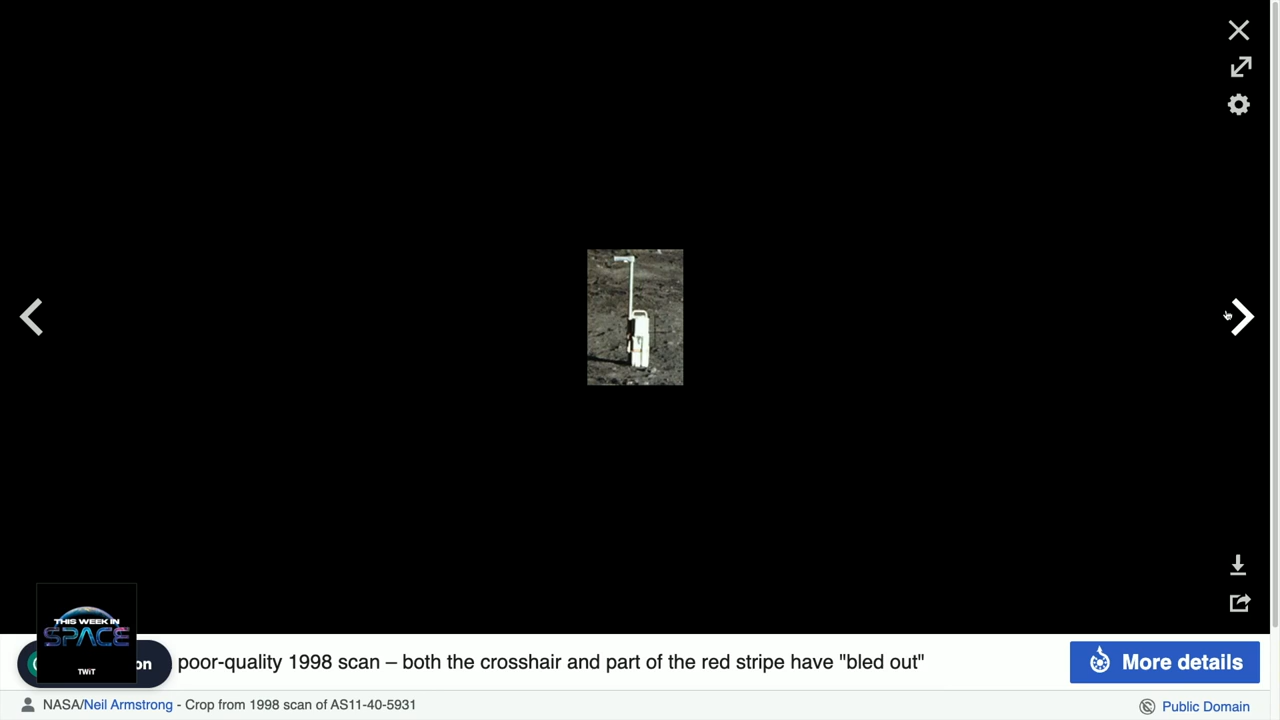 THIS WEEK IN
SPACE
TWiT
on
poor-quality 1998 scan – both the crosshair and part of the red stripe have "bled out"
More details
NASA/Neil Armstrong - Crop from 1998 scan of AS11-40-5931
Public Domain